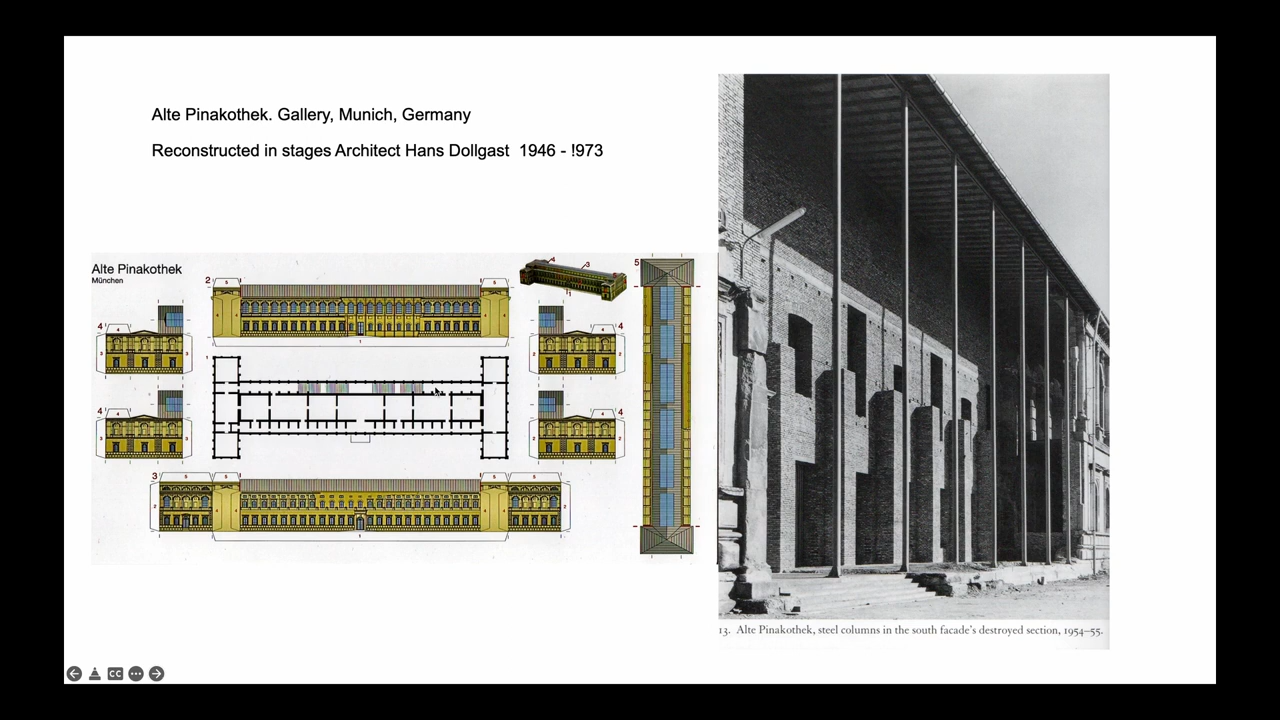 Alte Pinakothek. Gallery, Munich, Germany
Reconstructed in stages Architect Hans Dollgast 1946 - !973
Alte Pinakothek
München
13. Alte Pinakothek, steel columns in the south facade's destroyed section, 1954–55.
CC